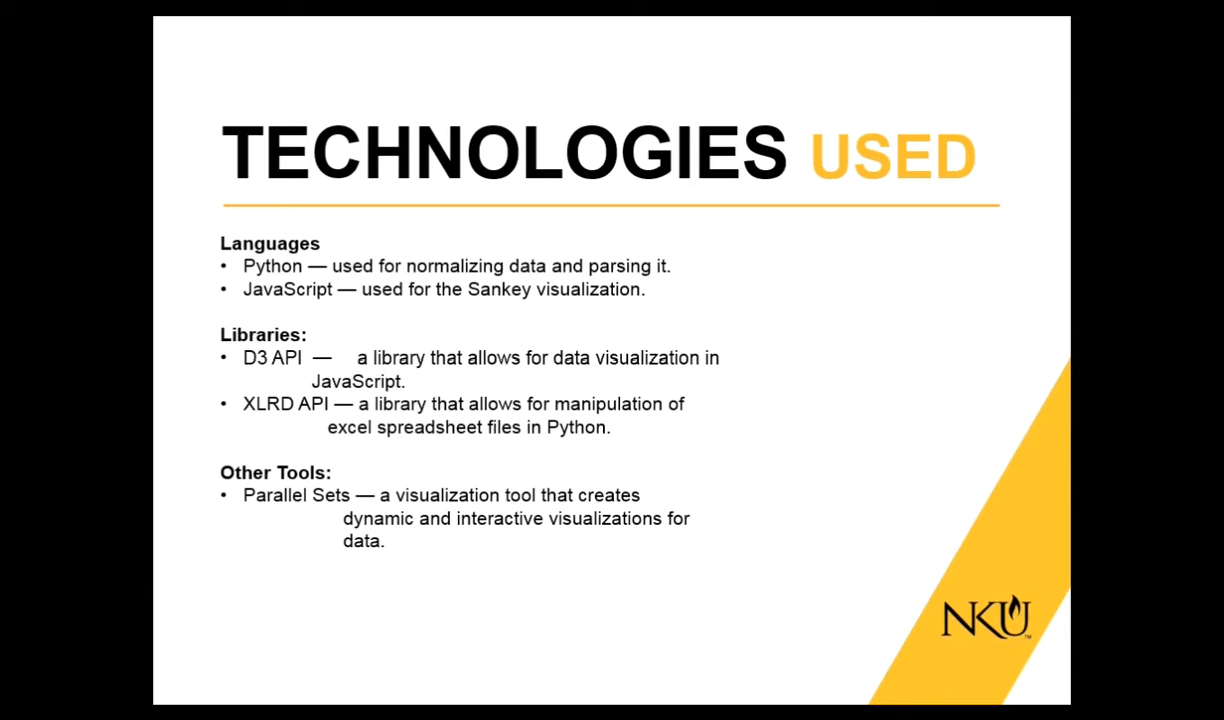 TECHNOLOGIES USED
Languages
• Python — used for normalizing data and parsing it.
• JavaScript — used for the Sankey visualization.
Libraries:
• D3 API — a library that allows for data visualization in
JavaScript.
• XLRD API — a library that allows for manipulation of
excel spreadsheet files in Python.
Other Tools:
• Parallel Sets — a visualization tool that creates
dynamic and interactive visualizations for
data.
NKU™